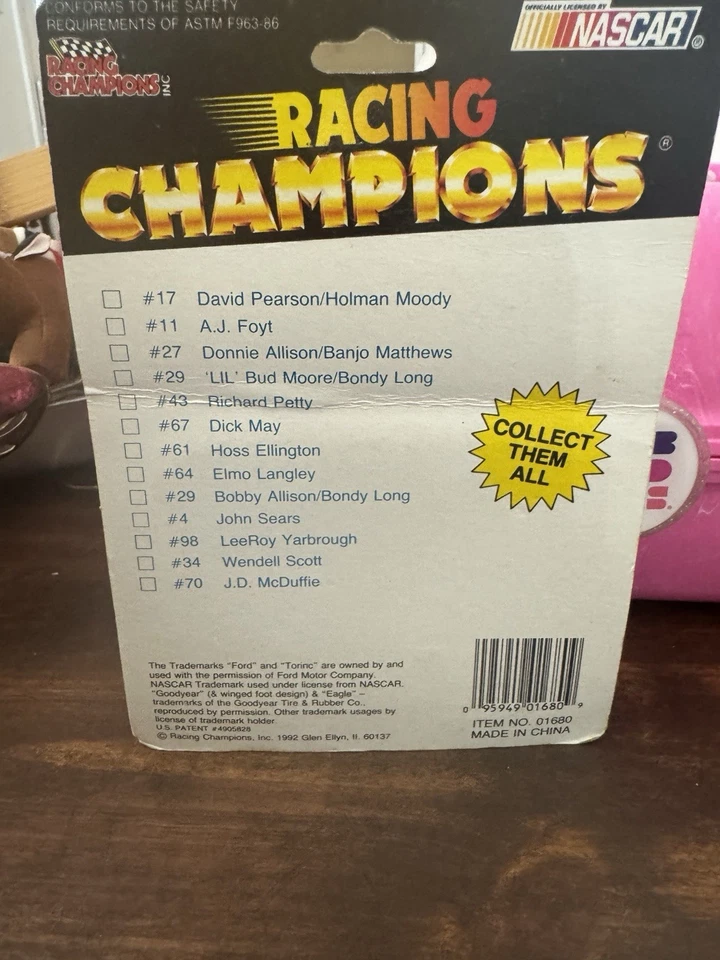 CONFORMS TO THE SAFETY
REQUIREMENTS OF ASTM F963-86
OFFICIALLY LICENSED BY
NASCAR®
RACING
CHAMPIONS INC
RACING
CHAMPIONS®
#17 David Pearson/Holman Moody
#11 A.J. Foyt
#27 Donnie Allison/Banjo Matthews
#29 'LIL' Bud Moore/Bondy Long
#43 Richard Petty
#67 Dick May
#61 Hoss Ellington
#64 Elmo Langley
#29 Bobby Allison/Bondy Long
#4 John Sears
#98 LeeRoy Yarbrough
#34 Wendell Scott
#70 J.D. McDuffie
COLLECT
THEM
ALL
The Trademarks "Ford" and "Torinc" are owned by and
used with the permission of Ford Motor Company.
NASCAR Trademark used under license from NASCAR.
"Goodyear" (& winged foot design) & "Eagle" –
trademarks of the Goodyear Tire & Rubber Co.,
reproduced by permission. Other trademark usages by
license of trademark holder.
U.S. PATENT #4905828
© Racing Champions, Inc. 1992 Glen Ellyn, Il. 60137
0 95949 01680 9
ITEM NO. 01680
MADE IN CHINA